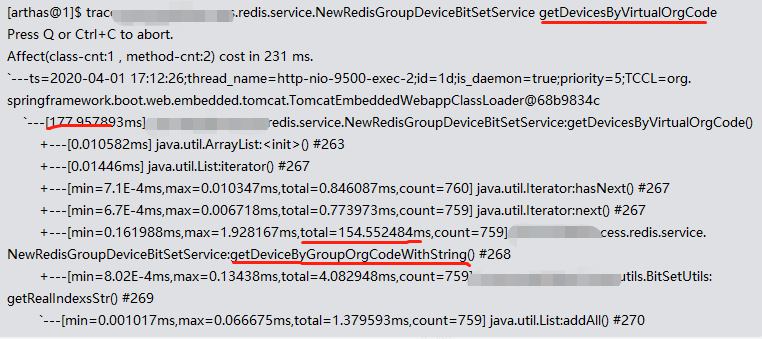 [arthas@1]$ trace .redis.service.NewRedisGroupDeviceBitSetService getDevicesByVirtualOrgCode
Press Q or Ctrl+C to abort.
Affect(class-cnt:1 , method-cnt:2) cost in 231 ms.
`---ts=2020-04-01 17:12:26;thread_name=http-nio-9500-exec-2;id=1d;is_daemon=true;priority=5;TCCL=org.
springframework.boot.web.embedded.tomcat.TomcatEmbeddedWebappClassLoader@68b9834c
`---[177.957893ms] redis.service.NewRedisGroupDeviceBitSetService:getDevicesByVirtualOrgCode()
+---[0.010582ms] java.util.ArrayList:<init>() #263
+---[0.01446ms] java.util.List:iterator() #267
+---[min=7.1E-4ms,max=0.010347ms,total=0.846087ms,count=760] java.util.Iterator:hasNext() #267
+---[min=6.7E-4ms,max=0.006718ms,total=0.773973ms,count=759] java.util.Iterator:next() #267
+---[min=0.161988ms,max=1.928167ms,total=154.552484ms,count=759] cess.redis.service.
NewRedisGroupDeviceBitSetService:getDeviceByGroupOrgCodeWithString() #268
+---[min=8.02E-4ms,max=0.13438ms,total=4.082948ms,count=759] utils.BitSetUtils:
getRealIndexsStr() #269
`---[min=0.001017ms,max=0.066675ms,total=1.379593ms,count=759] java.util.List:addAll() #270